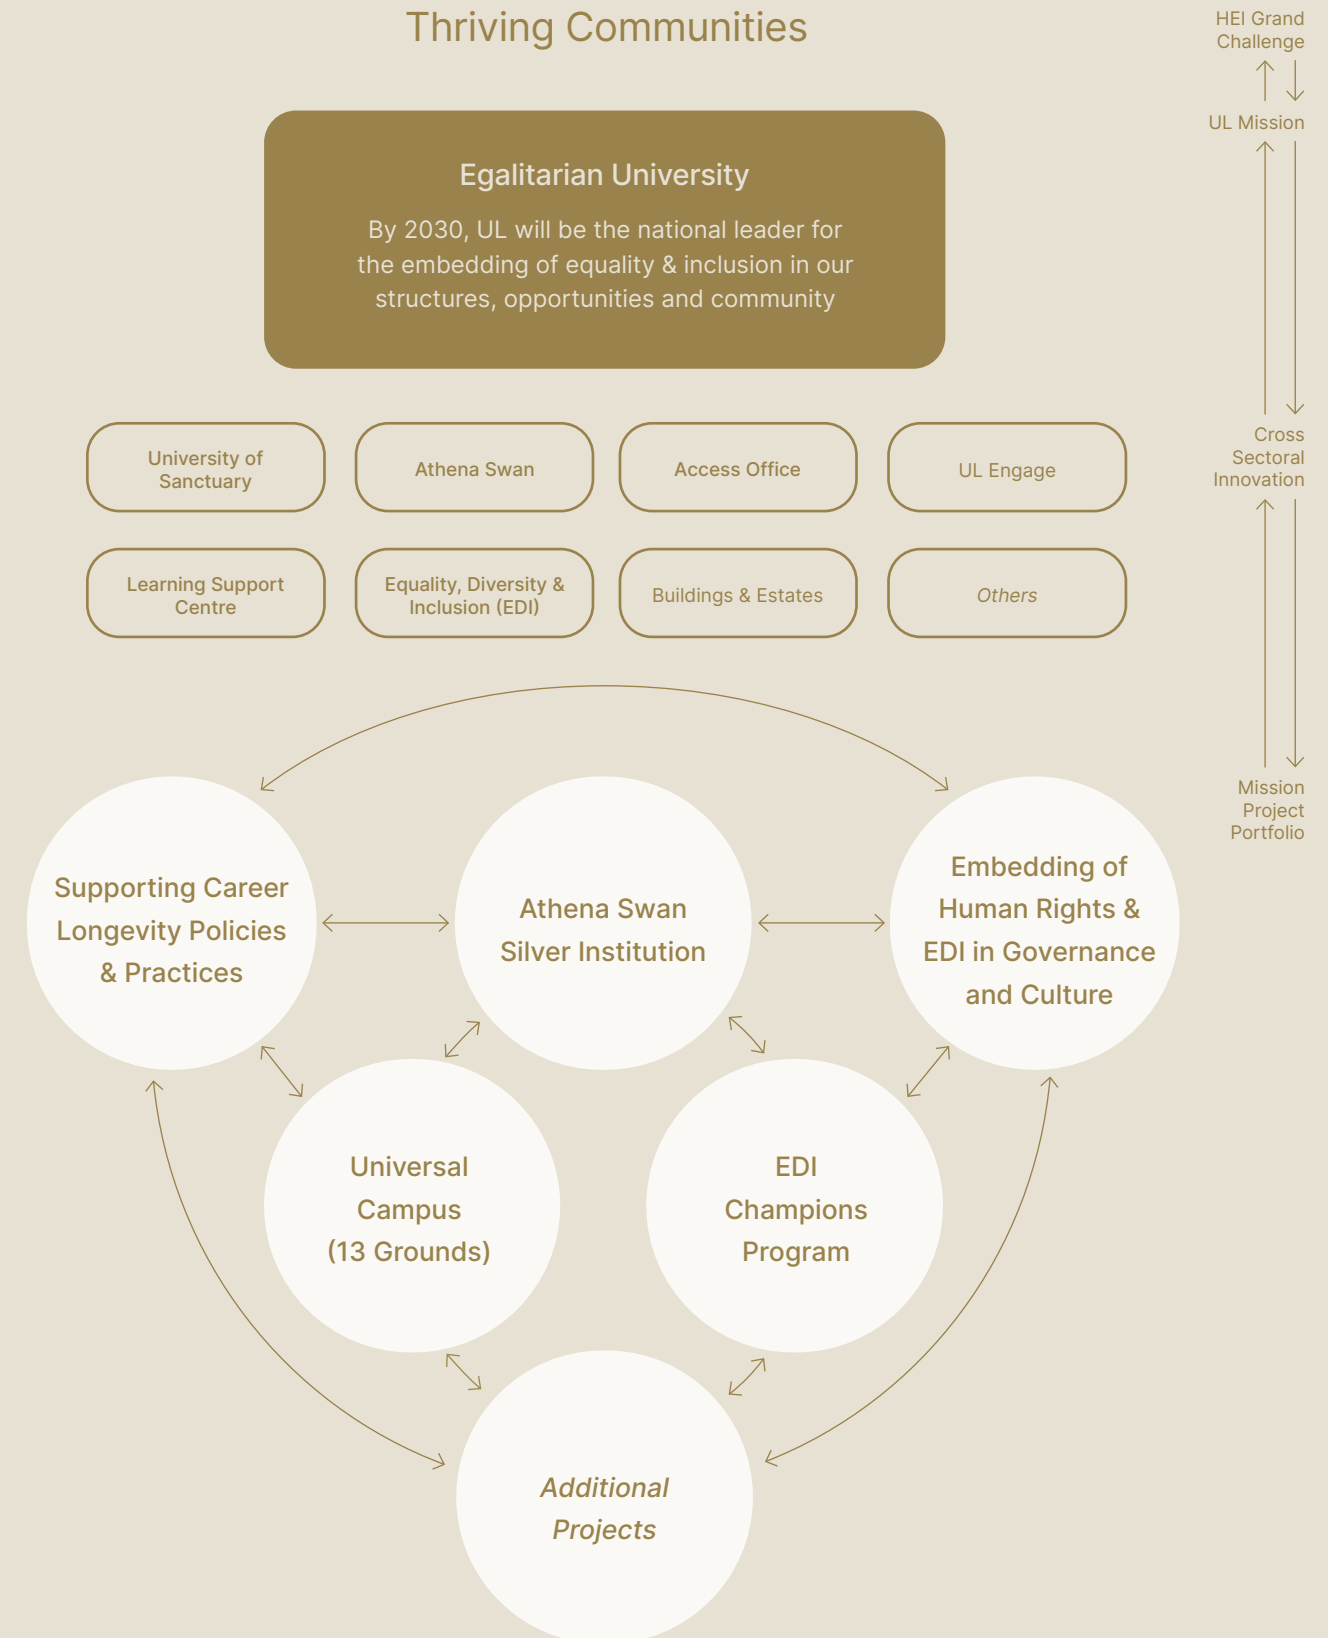 Thriving Communities
HEI Grand
Challenge
UL Mission
Egalitarian University
By 2030, UL will be the national leader for
the embedding of equality & inclusion in our
structures, opportunities and community
University of
Sanctuary
Athena Swan
Access Office
UL Engage
Cross
Sectoral
Innovation
Learning Support
Centre
Equality, Diversity &
Inclusion (EDI)
Buildings & Estates
Others
Mission
Project
Portfolio
Supporting Career
Longevity Policies
& Practices
Athena Swan
Silver Institution
Embedding of
Human Rights &
EDI in Governance
and Culture
Universal
Campus
(13 Grounds)
EDI
Champions
Program
Additional
Projects